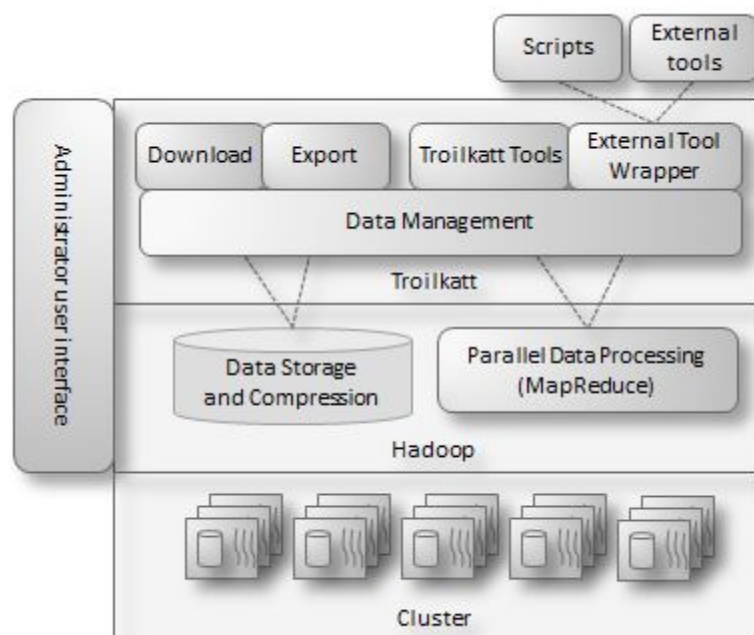 Scripts
External
tools
Administrator user interface
Download
Export
Troilkatt Tools
External Tool
Wrapper
Data Management
Troilkatt
Data Storage
and Compression
Parallel Data Processing
(MapReduce)
Hadoop
Cluster